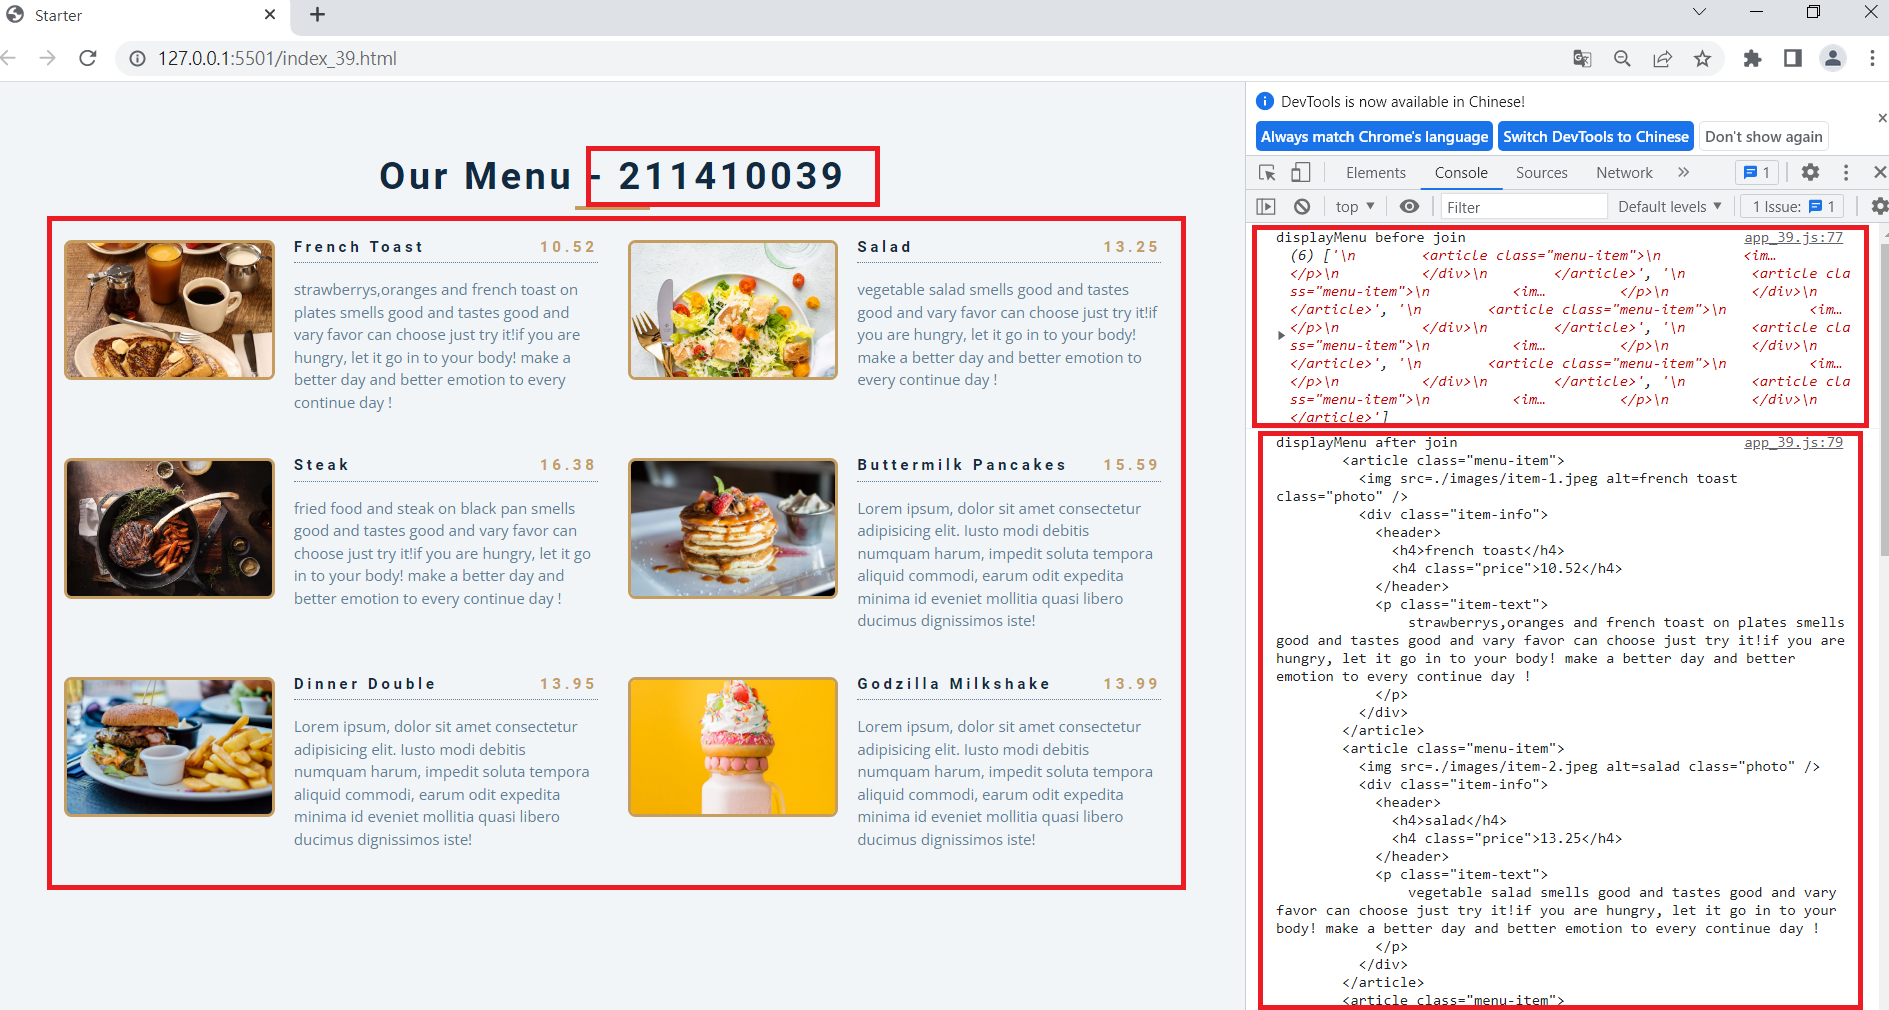 Starter
127.0.0.1:5501/index_39.html
Our Menu - 211410039
French Toast 10.52
strawberrys,oranges and french toast on
plates smells good and tastes good and
vary favor can choose just try it!if you are
hungry, let it go in to your body! make a
better day and better emotion to every
continue day !
Salad 13.25
vegetable salad smells good and tastes
good and vary favor can choose just try it!if
you are hungry, let it go in to your body!
make a better day and better emotion to
every continue day !
Steak 16.38
fried food and steak on black pan smells
good and tastes good and vary favor can
choose just try it!if you are hungry, let it go
in to your body! make a better day and
better emotion to every continue day !
Buttermilk Pancakes 15.59
Lorem ipsum, dolor sit amet consectetur
adipisicing elit. Iusto modi debitis
numquam harum, impedit soluta tempora
aliquid commodi, earum odit expedita
minima id eveniet mollitia quasi libero
ducimus dignissimos iste!
Dinner Double 13.95
Lorem ipsum, dolor sit amet consectetur
adipisicing elit. Iusto modi debitis
numquam harum, impedit soluta tempora
aliquid commodi, earum odit expedita
minima id eveniet mollitia quasi libero
ducimus dignissimos iste!
Godzilla Milkshake 13.99
Lorem ipsum, dolor sit amet consectetur
adipisicing elit. Iusto modi debitis
numquam harum, impedit soluta tempora
aliquid commodi, earum odit expedita
minima id eveniet mollitia quasi libero
ducimus dignissimos iste!
DevTools is now available in Chinese!
Always match Chrome's language Switch DevTools to Chinese Don't show again
Elements Console Sources Network » 1
top ▼ Filter Default levels ▼ 1 Issue: 1
displayMenu before join app_39.js:77
(6) ['\n <article class="menu-item">\n <im…
</p>\n </div>\n </article>', '\n <article cla
ss="menu-item">\n <im… </p>\n </div>\n
</article>', '\n <article class="menu-item">\n <im…
</p>\n </div>\n </article>', '\n <article cla
ss="menu-item">\n <im… </p>\n </div>\n
</article>', '\n <article class="menu-item">\n <im…
</p>\n </div>\n </article>', '\n <article cla
ss="menu-item">\n <im… </p>\n </div>\n
</article>']
displayMenu after join app_39.js:79
<article class="menu-item">
<img src=./images/item-1.jpeg alt=french toast
class="photo" />
<div class="item-info">
<header>
<h4>french toast</h4>
<h4 class="price">10.52</h4>
</header>
<p class="item-text">
strawberrys,oranges and french toast on plates smells
good and tastes good and vary favor can choose just try it!if you are
hungry, let it go in to your body! make a better day and better
emotion to every continue day !
</p>
</div>
</article>
<article class="menu-item">
<img src=./images/item-2.jpeg alt=salad class="photo" />
<div class="item-info">
<header>
<h4>salad</h4>
<h4 class="price">13.25</h4>
</header>
<p class="item-text">
vegetable salad smells good and tastes good and vary
favor can choose just try it!if you are hungry, let it go in to your
body! make a better day and better emotion to every continue day !
</p>
</div>
</article>
<article class="menu-item">